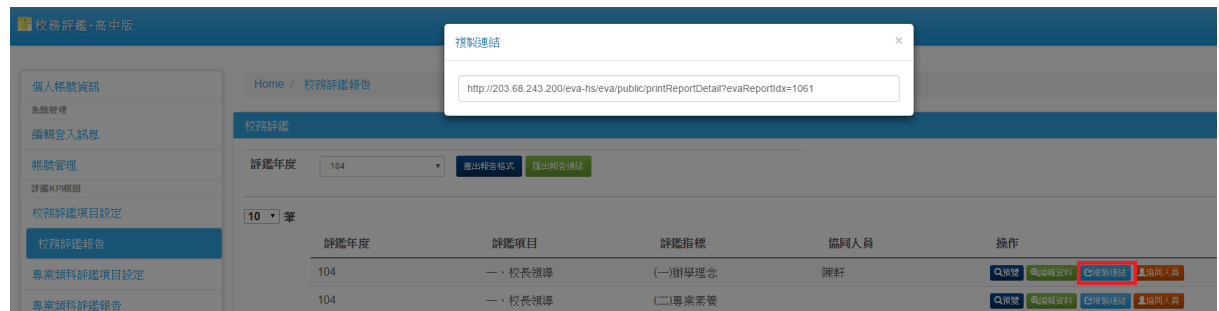 校務評鑑-高中版
複製連結
×
http://203.68.243.200/eva-hs/eva/public/printReportDetail?evaReportIdx=1061
個人帳號資訊
系統管理
編輯登入訊息
帳號管理
評鑑KPI模組
校務評鑑項目設定
校務評鑑報告
專業類科評鑑項目設定
專業類科評鑑報告
Home / 校務評鑑報告
校務評鑑
評鑑年度 104 產出報告格式 匯出報告連結
10 筆
評鑑年度 評鑑項目 評鑑指標 協同人員 操作
104 一、校長領導 (一)辦學理念 陳軒 預覽 編輯資料 複製連結 協同人員
104 一、校長領導 (二)專業素養 預覽 編輯資料 複製連結 協同人員